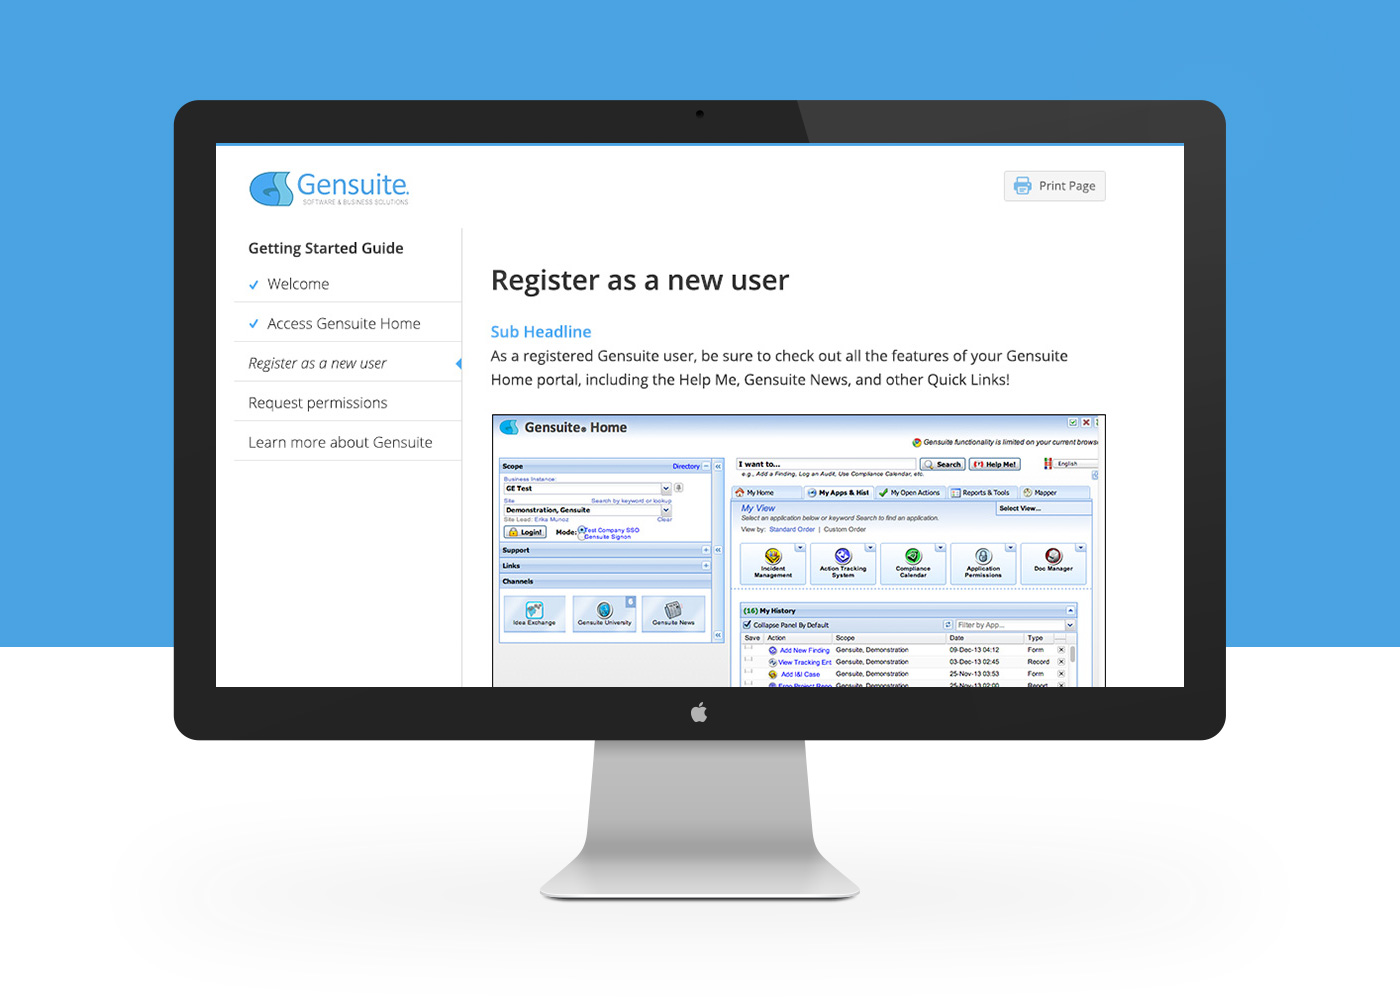 Gensuite.
SOFTWARE & BUSINESS SOLUTIONS
Print Page
Getting Started Guide
Welcome
Access Gensuite Home
Register as a new user
Request permissions
Learn more about Gensuite
Register as a new user
Sub Headline
As a registered Gensuite user, be sure to check out all the features of your Gensuite
Home portal, including the Help Me, Gensuite News, and other Quick Links!
Gensuite® Home
Gensuite functionality is limited on your current brows
Scope
Directory
Business Instance:
GE Test
Site
Search by keyword or lookup
Demonstration, Gensuite
Site Lead: Erika Munoz
Clear
Login!
Mode:
Test Company SSO
Gensuite Signon
Support
Links
Channels
Idea Exchange
Gensuite University
Gensuite News
I want to...
Search
Help Me!
English
e.g., Add a Finding, Log an Audit, Use Compliance Calendar, etc.
My Home
My Apps & Hist
My Open Actions
Reports & Tools
Mapper
My View
Select View...
Select an application below or keyword Search to find an application.
View by: Standard Order | Custom Order
Incident
Management
Action Tracking
System
Compliance
Calendar
Application
Permissions
Doc Manager
(16) My History
Collapse Panel By Default
Filter by App...
Save Action Scope Date Type
Add New Finding Gensuite, Demonstration 09-Dec-13 04:12 Form
View Tracking Ent Gensuite, Demonstration 03-Dec-13 02:45 Record
Add I&I Case Gensuite, Demonstration 25-Nov-13 03:53 Form
Gensuite, Demonstration 25-Nov-13 02:00 Report